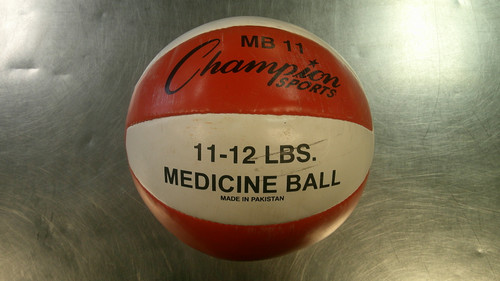 MB 11
Champion
SPORTS
11-12 LBS.
MEDICINE BALL
MADE IN PAKISTAN